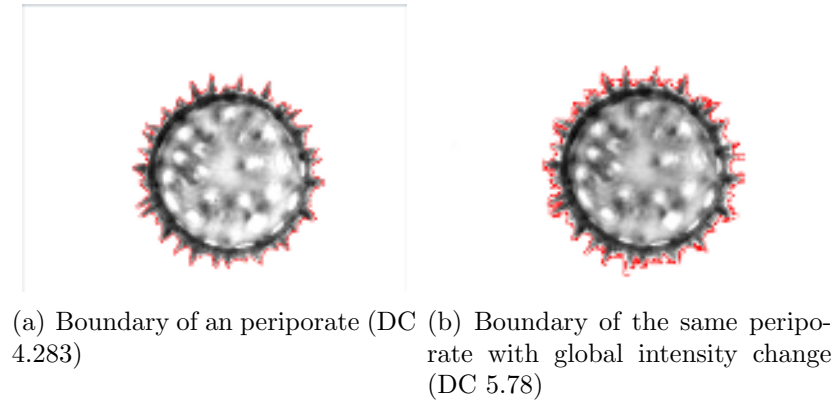 (a) Boundary of an periporate (DC
4.283)
(b) Boundary of the same peripo-
rate with global intensity change
(DC 5.78)